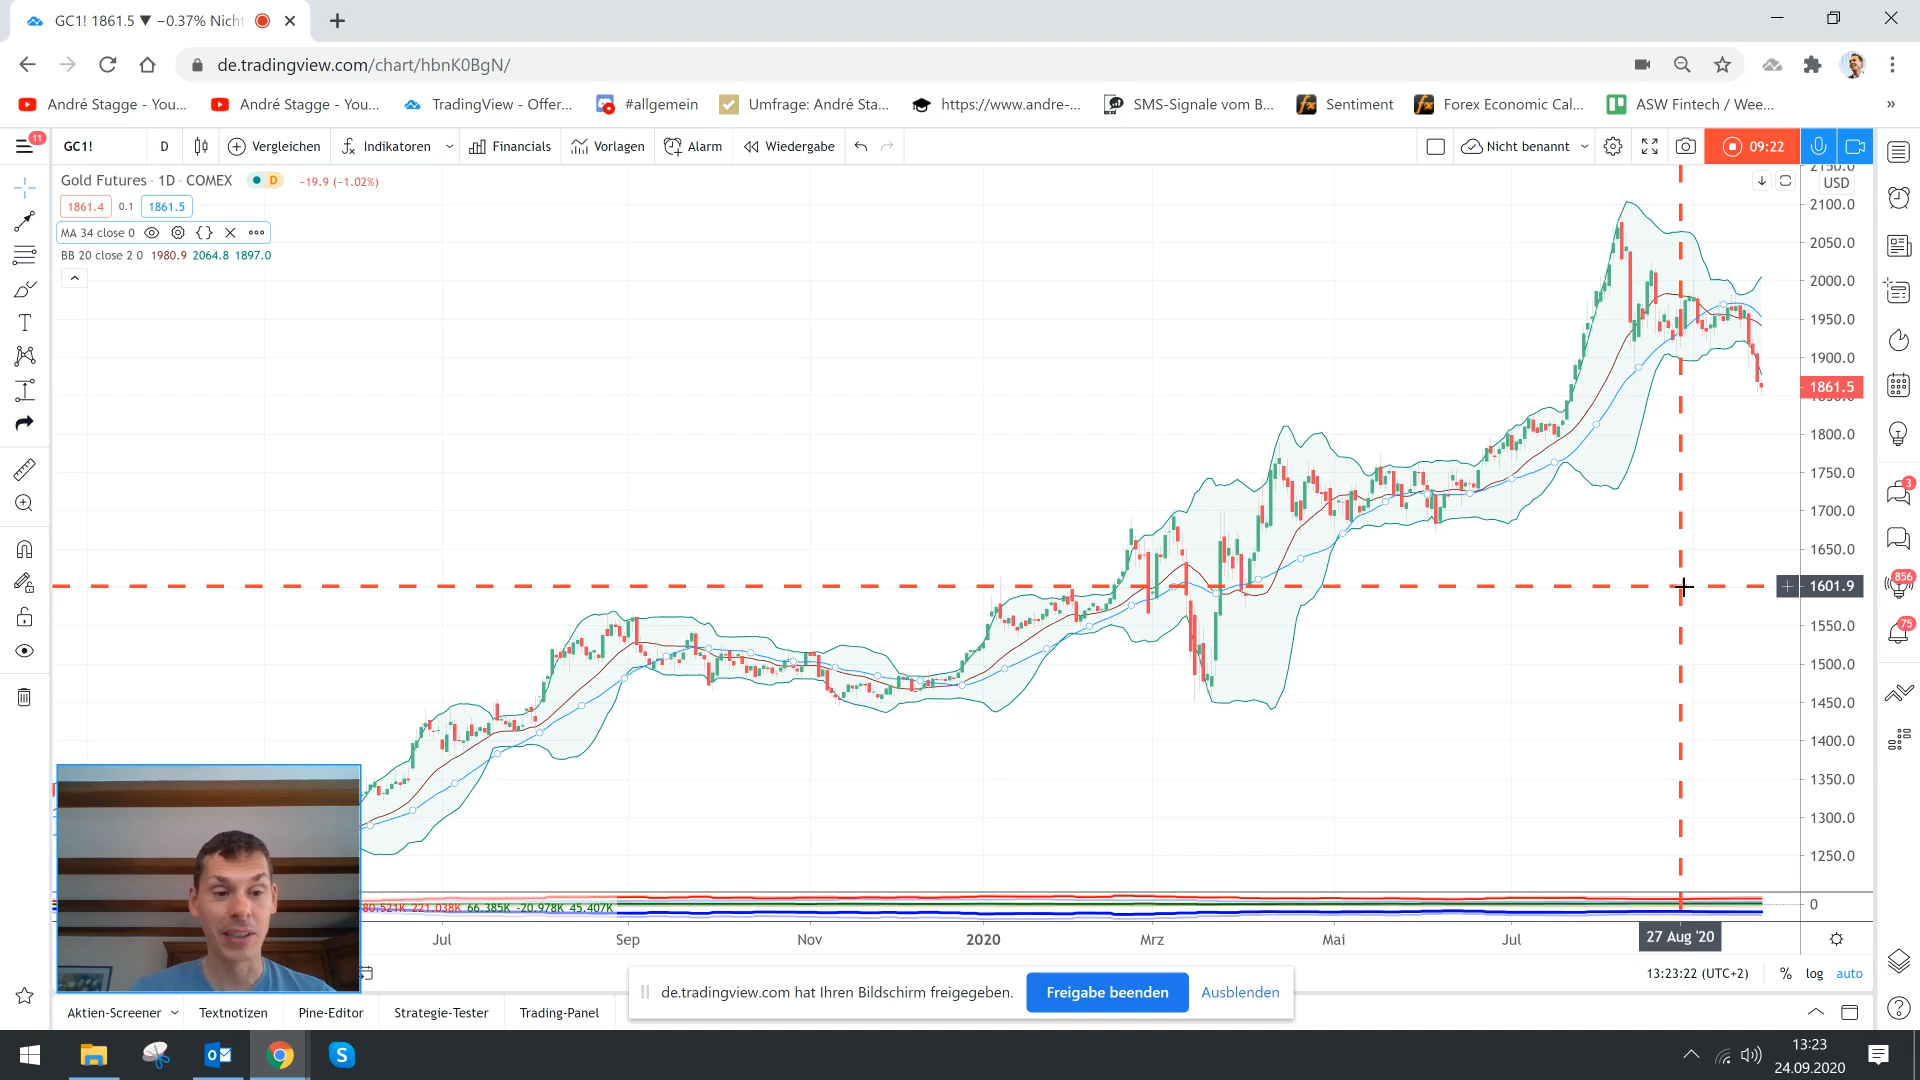 GC1! 1861.5 ▼ −0.37% Nicht
de.tradingview.com/chart/hbnK0BgN/
André Stagge - You... André Stagge - You... TradingView - Offer... #allgemein Umfrage: André Sta... https://www.andre-... SMS-Signale vom B... Sentiment Forex Economic Cal... ASW Fintech / Wee... »
11 GC1! D Vergleichen Indikatoren Financials Vorlagen Alarm Wiedergabe Nicht benannt 09:22
Gold Futures · 1D · COMEX D −19.9 (−1.02%) USD
1861.4 0.1 1861.5
MA 34 close 0
BB 20 close 2 0 1980.9 2064.8 1897.0
2100.0
2050.0
2000.0
1950.0
1900.0
1861.5
1800.0
1750.0
1700.0
1650.0
1601.9
1550.0
1500.0
1450.0
1400.0
1350.0
1300.0
1250.0
3
856
75
221.038K 66.385K -20.978K 45.407K 0
Jul Sep Nov 2020 Mrz Mai Jul 27 Aug '20
13:23:22 (UTC+2) % log auto
de.tradingview.com hat Ihren Bildschirm freigegeben. Freigabe beenden Ausblenden
Aktien-Screener Textnotizen Pine-Editor Strategie-Tester Trading-Panel
13:23
24.09.2020